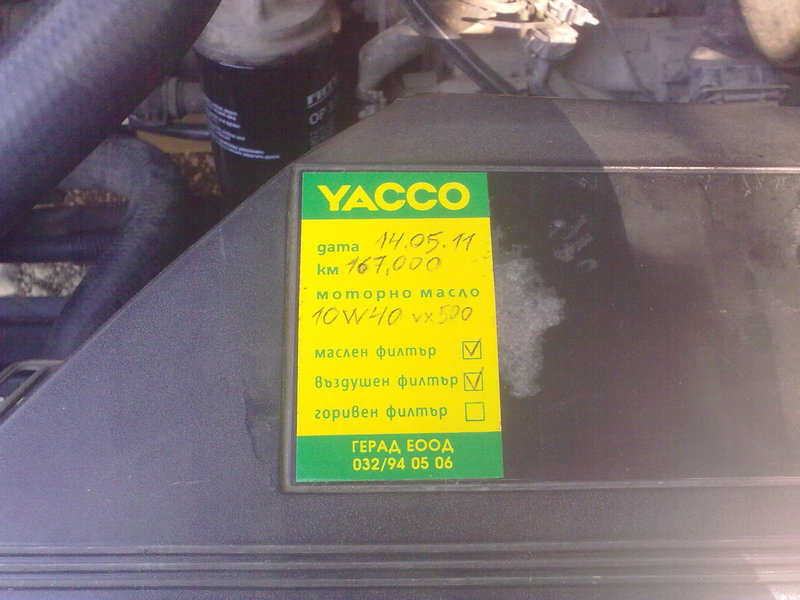 YACCO
дата 14.05.11
км 167,000
моторно масло
10W40 vx500
маслен филтър
въздушен филтър
горивен филтър
ГЕРАД ЕООД
032/94 05 06